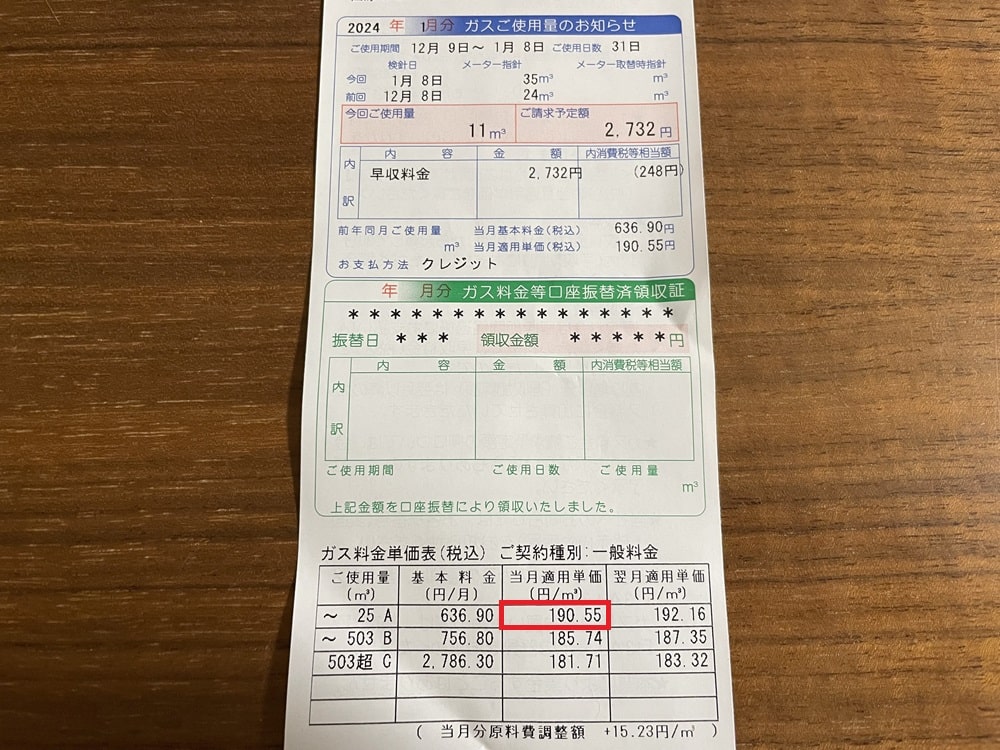 2024 年 1月分 ガスご使用量のお知らせ
ご使用期間 12月 9日～ 1月 8日 ご使用日数 31日
検針日 メーター指針 メーター取替時指針
今回 1月 8日 35m³ m³
前回 12月 8日 24m³ m³
今回ご使用量 ご請求予定額
11m³ 2,732円
内 容 金 額 内消費税等相当額
内訳 早収料金 2,732円 (248円)
前年同月ご使用量 当月基本料金(税込) 636.90円
m³ 当月適用単価(税込) 190.55円
お支払方法 クレジット
年 月分 ガス料金等口座振替済領収証
****************
振替日 *** 領収金額 *****円
内 容 金 額 内消費税等相当額
内訳
ご使用期間 ご使用日数 ご使用量
m³
上記金額を口座振替により領収いたしました。
ガス料金単価表(税込) ご契約種別:一般料金
ご使用量 基本料金 当月適用単価 翌月適用単価
(m³) (円/月) (円/m³) (円/m³)
～ 25 A 636.90 190.55 192.16
～ 503 B 756.80 185.74 187.35
503超 C 2,786.30 181.71 183.32
( 当月分原料費調整額 +15.23円/m³ )